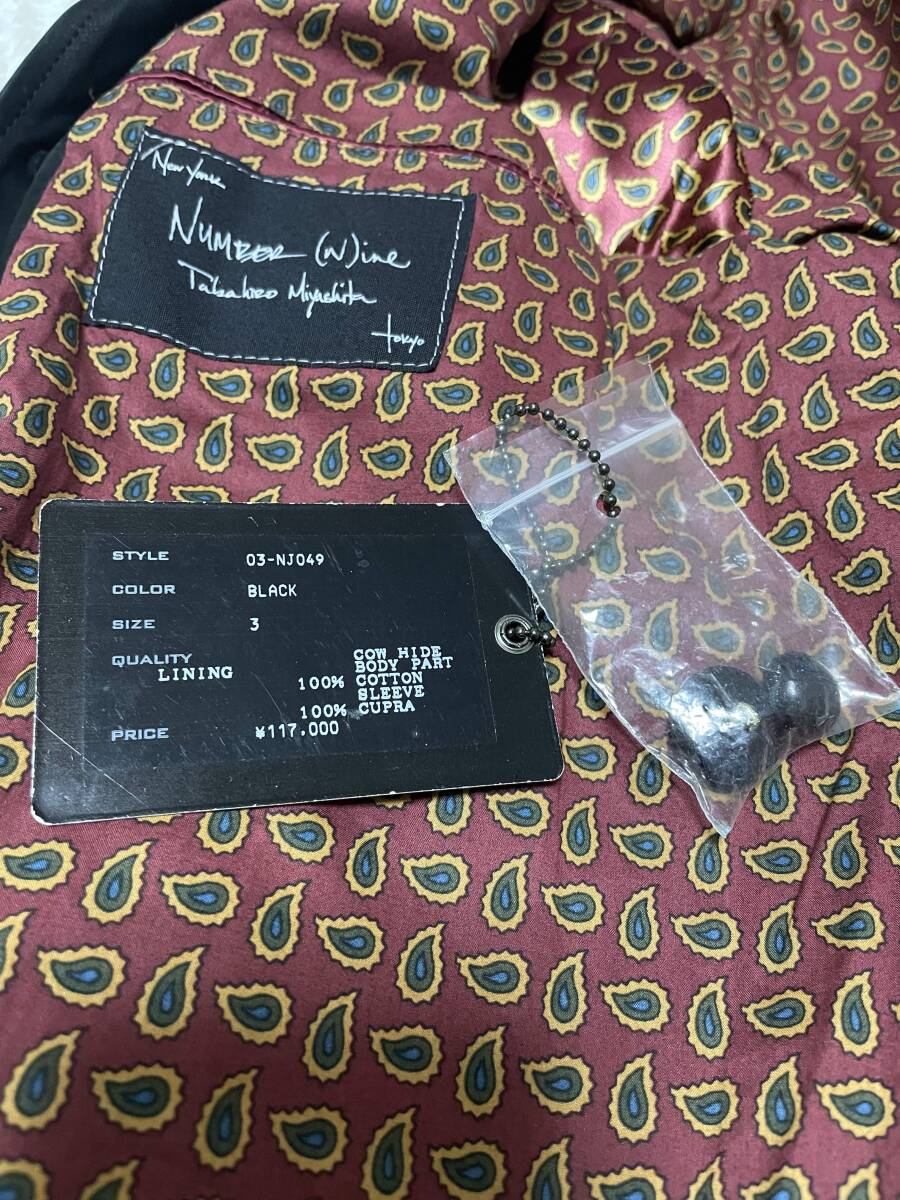 New York
NUMBER (N)ine
Takahiro Miyashita
tokyo
STYLE 03-NJ049
COLOR BLACK
SIZE 3
QUALITY COW HIDE
LINING BODY PART
100% COTTON
SLEEVE
100% CUPRA
PRICE ¥117,000